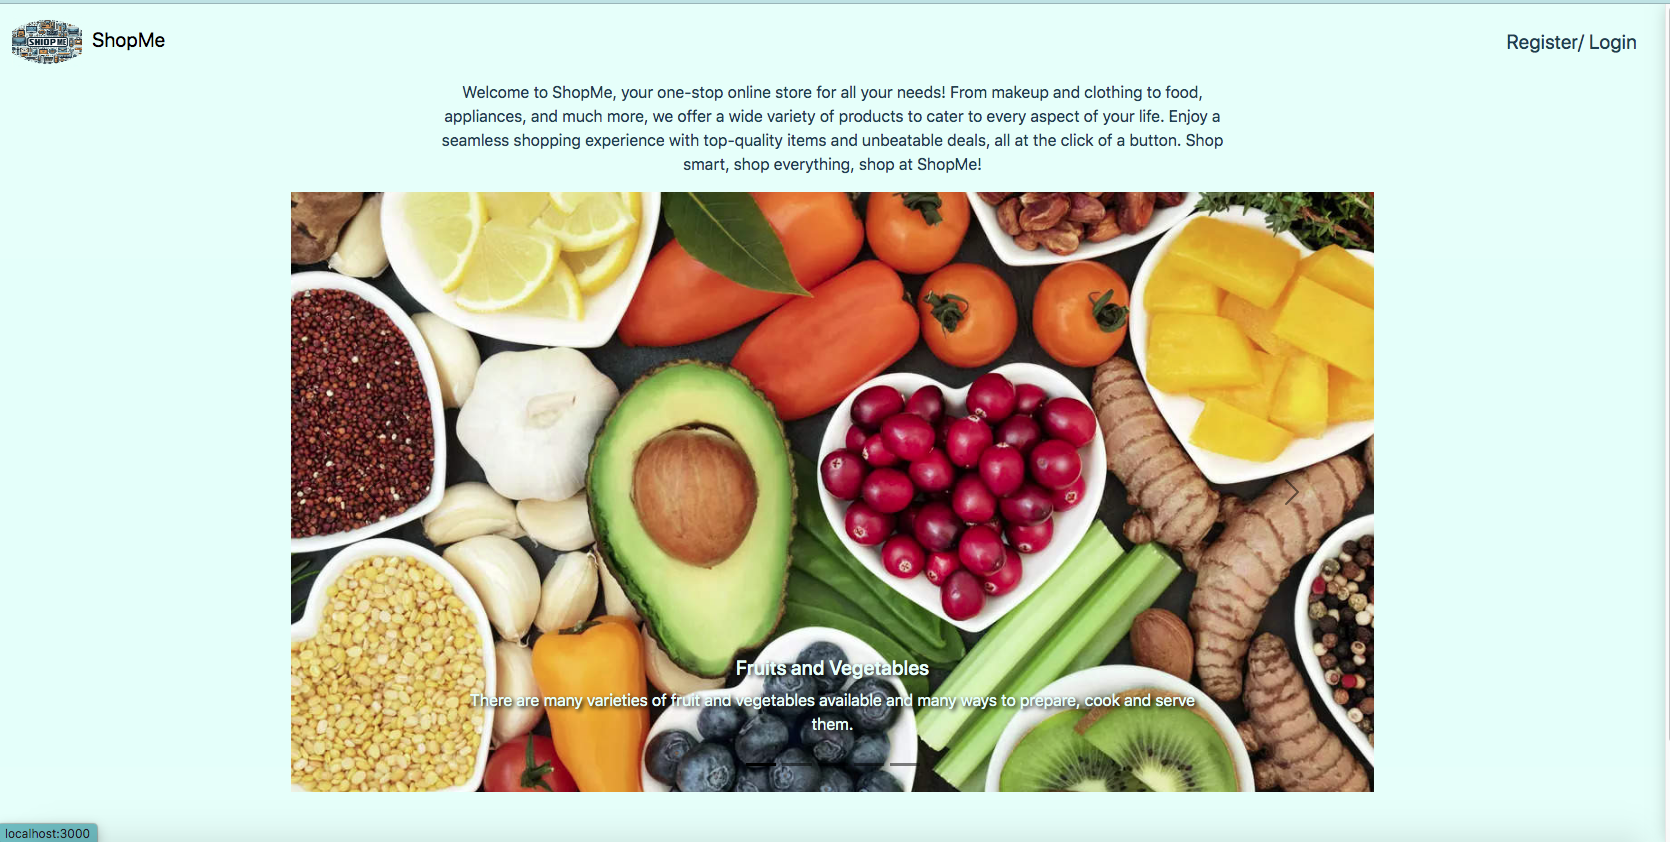 SHIOPME
ShopMe
Register/ Login
Welcome to ShopMe, your one-stop online store for all your needs! From makeup and clothing to food,
appliances, and much more, we offer a wide variety of products to cater to every aspect of your life. Enjoy a
seamless shopping experience with top-quality items and unbeatable deals, all at the click of a button. Shop
smart, shop everything, shop at ShopMe!
Fruits and Vegetables
There are many varieties of fruit and vegetables available and many ways to prepare, cook and serve
them.
localhost:3000